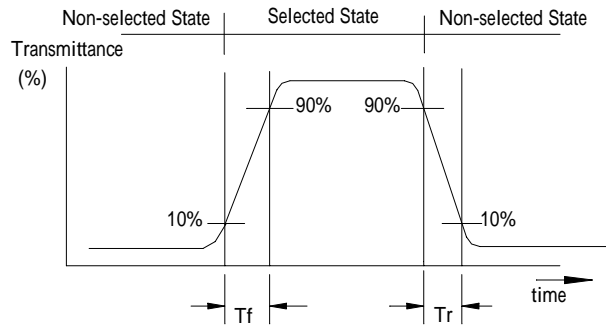 Non-selected State Selected State Non-selected State
Transmittance
(%)
90% 90%
10% 10%
time
Tf Tr